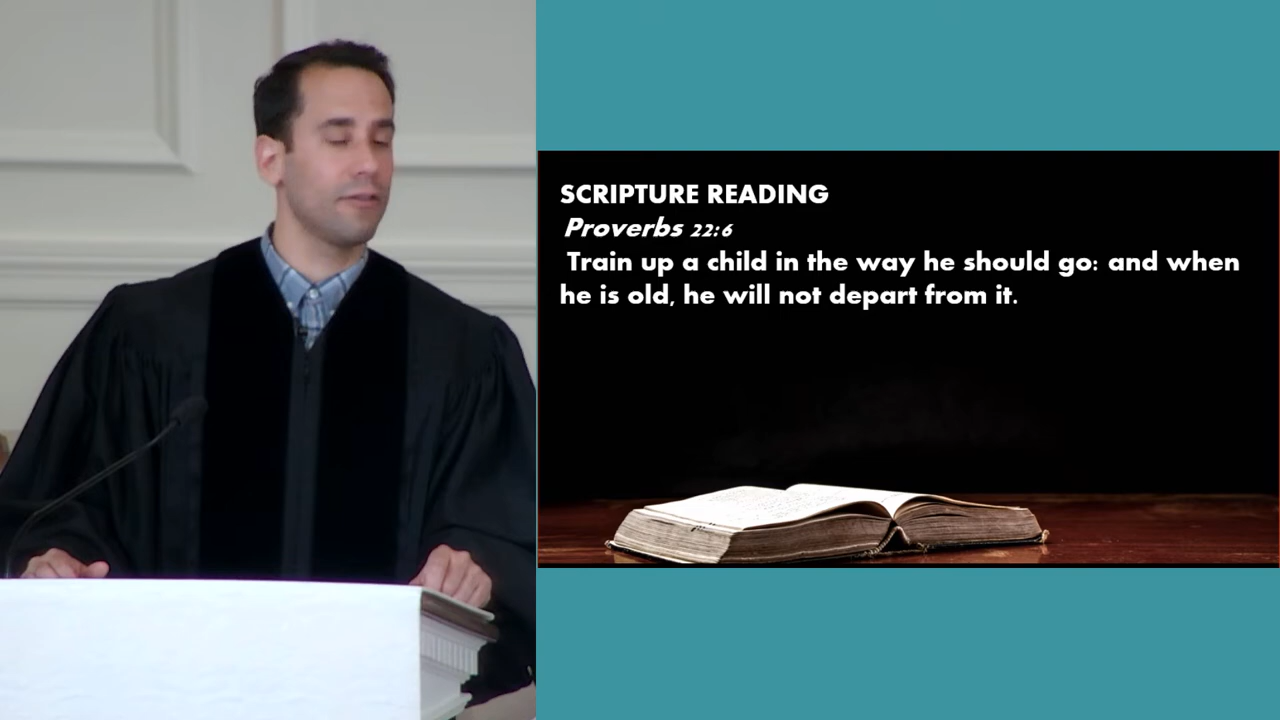 SCRIPTURE READING
Proverbs 22:6
Train up a child in the way he should go: and when
he is old, he will not depart from it.